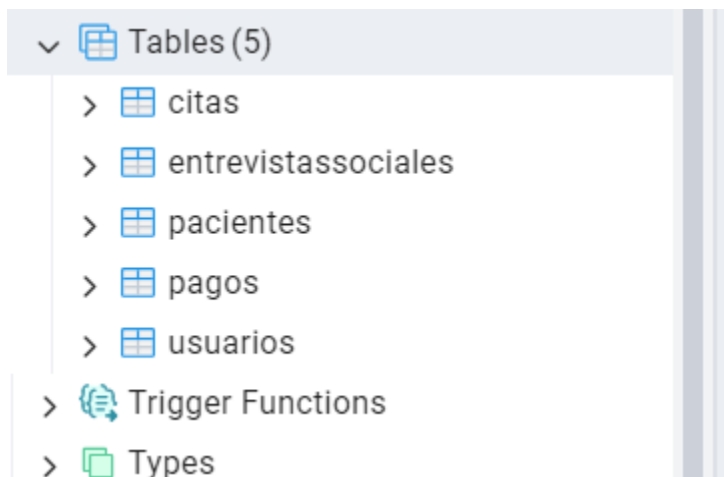 Tables (5)
citas
entrevistassociales
pacientes
pagos
usuarios
Trigger Functions
Types